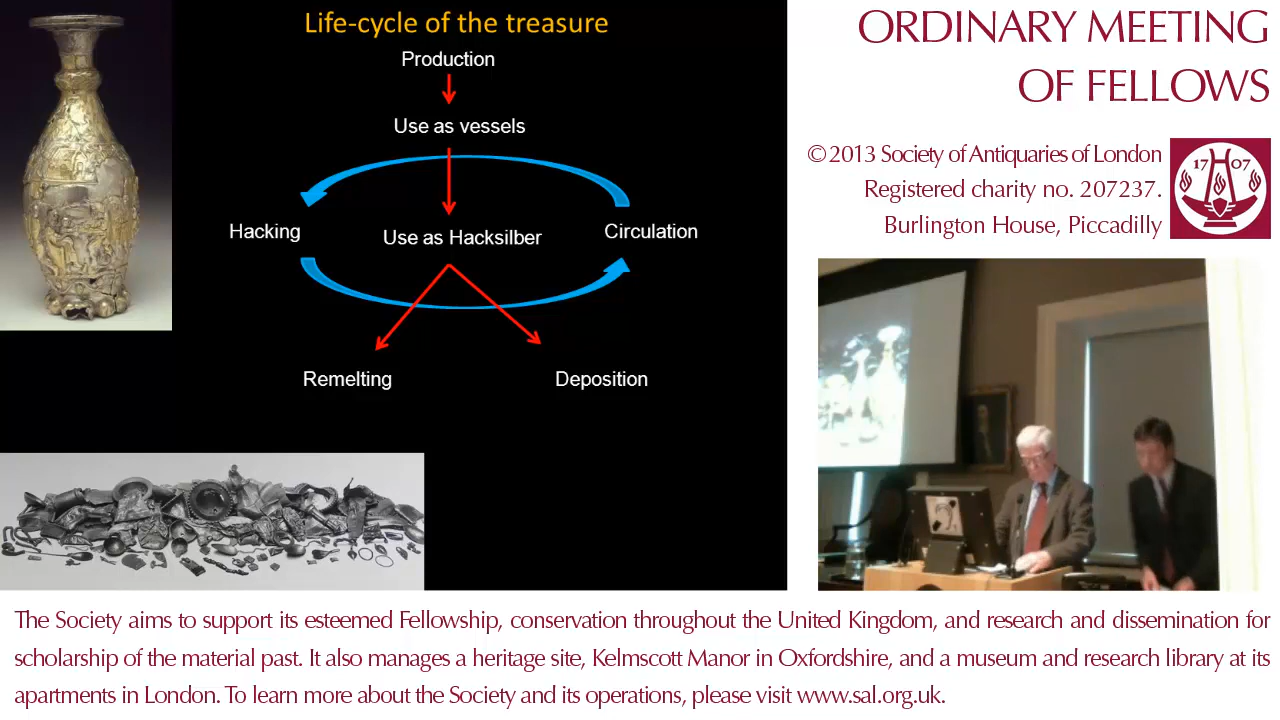 Life-cycle of the treasure
Production
Use as vessels
Hacking
Use as Hacksilber
Circulation
Remelting
Deposition
ORDINARY MEETING
OF FELLOWS
© 2013 Society of Antiquaries of London
Registered charity no. 207237.
Burlington House, Piccadilly
17 07
The Society aims to support its esteemed Fellowship, conservation throughout the United Kingdom, and research and dissemination for
scholarship of the material past. It also manages a heritage site, Kelmscott Manor in Oxfordshire, and a museum and research library at its
apartments in London. To learn more about the Society and its operations, please visit www.sal.org.uk.